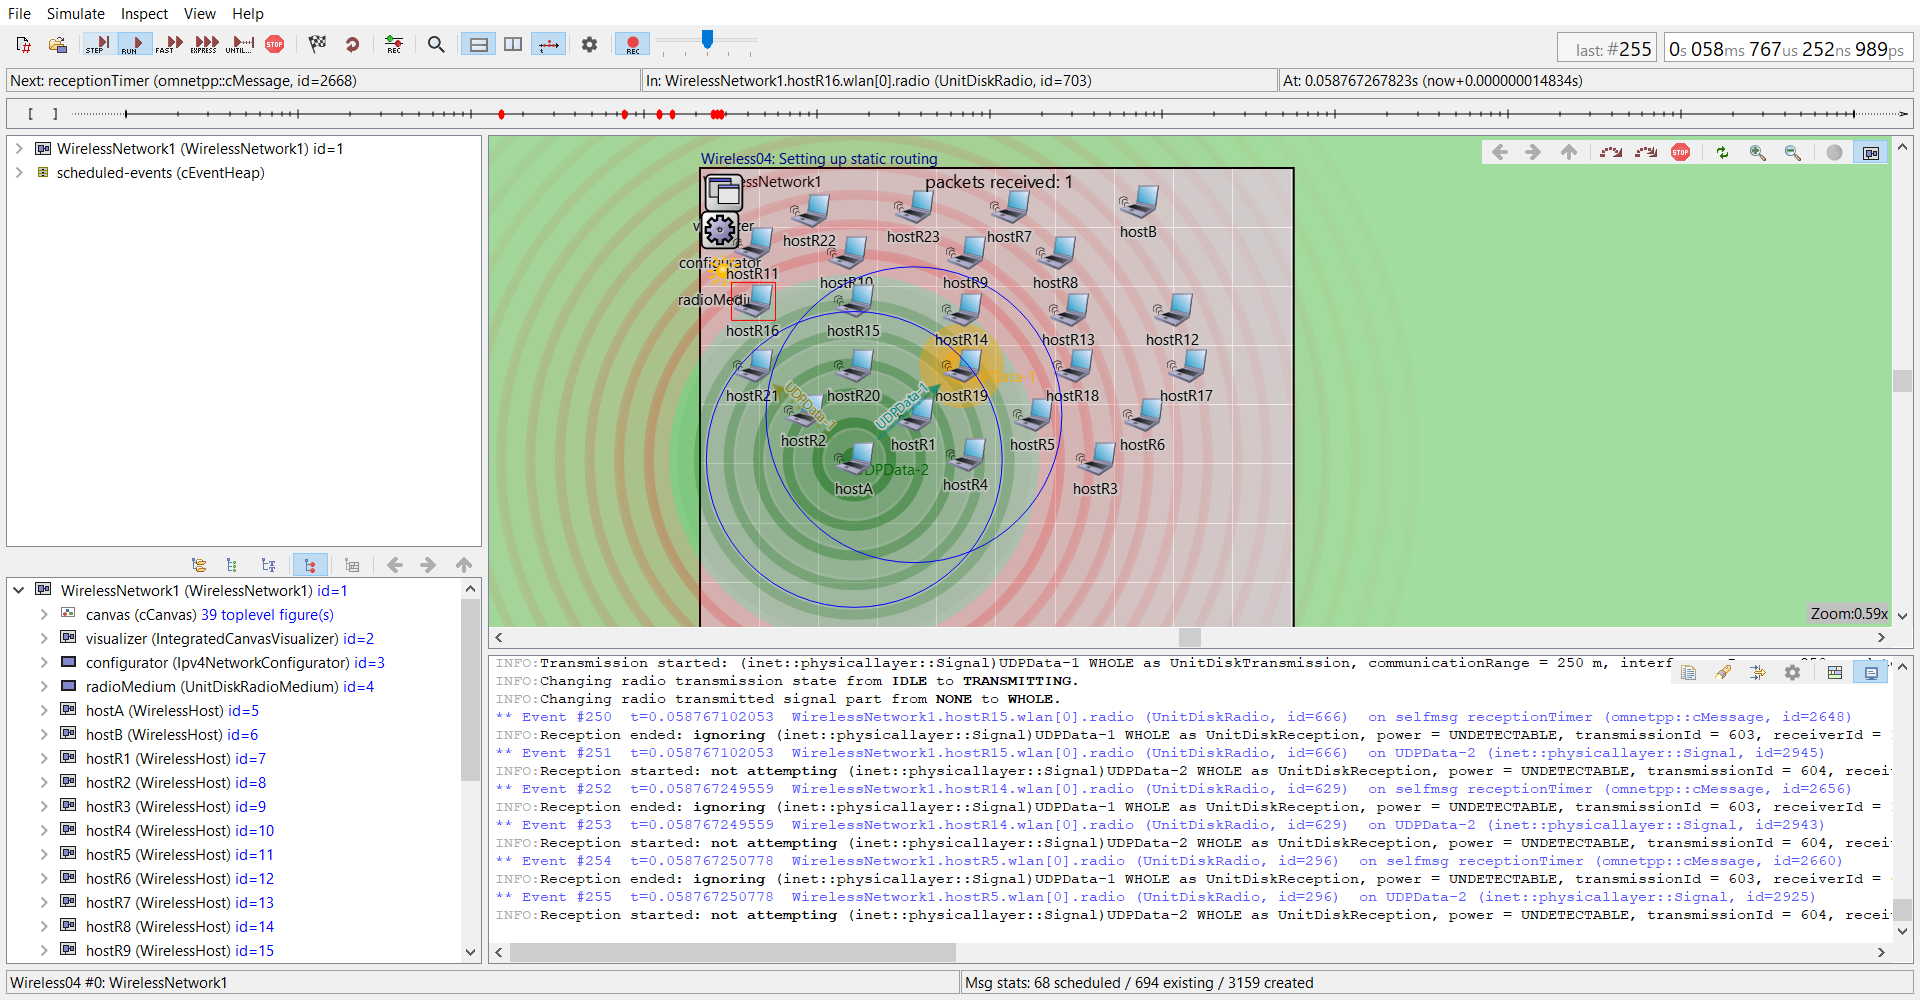 File Simulate Inspect View Help
STEP RUN FAST EXPRESS UNTIL... STOP REC REC last: #255 0s 058ms 767us 252ns 989ps
Next: receptionTimer (omnetpp::cMessage, id=2668) In: WirelessNetwork1.hostR16.wlan[0].radio (UnitDiskRadio, id=703) At: 0.058767267823s (now+0.000000014834s)
[ ]
WirelessNetwork1 (WirelessNetwork1) id=1
scheduled-events (cEventHeap)
WirelessNetwork1 (WirelessNetwork1) id=1
canvas (cCanvas) 39 toplevel figure(s)
visualizer (IntegratedCanvasVisualizer) id=2
configurator (Ipv4NetworkConfigurator) id=3
radioMedium (UnitDiskRadioMedium) id=4
hostA (WirelessHost) id=5
hostB (WirelessHost) id=6
hostR1 (WirelessHost) id=7
hostR2 (WirelessHost) id=8
hostR3 (WirelessHost) id=9
hostR4 (WirelessHost) id=10
hostR5 (WirelessHost) id=11
hostR6 (WirelessHost) id=12
hostR7 (WirelessHost) id=13
hostR8 (WirelessHost) id=14
hostR9 (WirelessHost) id=15
Wireless04: Setting up static routing
STOP
packets received: 1
hostR22 hostR23 hostR7 hostB
configurator
hostR11 hostR10 hostR9 hostR8
hostR16 hostR15 hostR14 hostR13 hostR12
UDPData-1 UDPData-1
hostR21 hostR20 hostR19 hostR18 hostR17
hostR2 hostR1 hostR5 hostR6
UDPData-2
hostA hostR4 hostR3
Zoom:0.59x
INFO:Transmission started: (inet::physicallayer::Signal)UDPData-1 WHOLE as UnitDiskTransmission, communicationRange = 250 m,
INFO:Changing radio transmission state from IDLE to TRANSMITTING.
INFO:Changing radio transmitted signal part from NONE to WHOLE.
** Event #250 t=0.058767102053 WirelessNetwork1.hostR15.wlan[0].radio (UnitDiskRadio, id=666) on selfmsg receptionTimer (omnetpp::cMessage, id=2648)
INFO:Reception ended: ignoring (inet::physicallayer::Signal)UDPData-1 WHOLE as UnitDiskReception, power = UNDETECTABLE, transmissionId = 603, receiverId =
** Event #251 t=0.058767102053 WirelessNetwork1.hostR15.wlan[0].radio (UnitDiskRadio, id=666) on UDPData-2 (inet::physicallayer::Signal, id=2945)
INFO:Reception started: not attempting (inet::physicallayer::Signal)UDPData-2 WHOLE as UnitDiskReception, power = UNDETECTABLE, transmissionId = 604, recei
** Event #252 t=0.058767249559 WirelessNetwork1.hostR14.wlan[0].radio (UnitDiskRadio, id=629) on selfmsg receptionTimer (omnetpp::cMessage, id=2656)
INFO:Reception ended: ignoring (inet::physicallayer::Signal)UDPData-1 WHOLE as UnitDiskReception, power = UNDETECTABLE, transmissionId = 603, receiverId =
** Event #253 t=0.058767249559 WirelessNetwork1.hostR14.wlan[0].radio (UnitDiskRadio, id=629) on UDPData-2 (inet::physicallayer::Signal, id=2943)
INFO:Reception started: not attempting (inet::physicallayer::Signal)UDPData-2 WHOLE as UnitDiskReception, power = UNDETECTABLE, transmissionId = 604, recei
** Event #254 t=0.058767250778 WirelessNetwork1.hostR5.wlan[0].radio (UnitDiskRadio, id=296) on selfmsg receptionTimer (omnetpp::cMessage, id=2660)
INFO:Reception ended: ignoring (inet::physicallayer::Signal)UDPData-1 WHOLE as UnitDiskReception, power = UNDETECTABLE, transmissionId = 603, receiverId =
** Event #255 t=0.058767250778 WirelessNetwork1.hostR5.wlan[0].radio (UnitDiskRadio, id=296) on UDPData-2 (inet::physicallayer::Signal, id=2925)
INFO:Reception started: not attempting (inet::physicallayer::Signal)UDPData-2 WHOLE as UnitDiskReception, power = UNDETECTABLE, transmissionId = 604, recei
Wireless04 #0: WirelessNetwork1 Msg stats: 68 scheduled / 694 existing / 3159 created